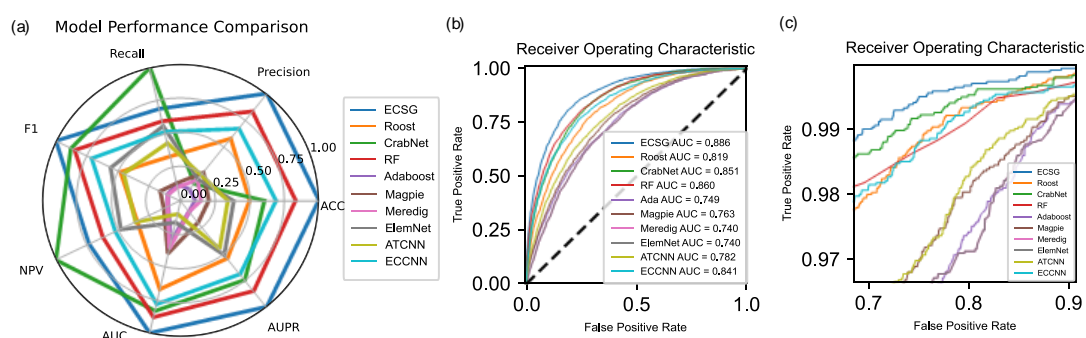 (a)
Model Performance Comparison
Recall
Precision
F1
ACC
NPV
AUC
AUPR
0.00
0.25
0.50
0.75
1.00
ECSG
Roost
CrabNet
RF
Adaboost
Magpie
Meredig
ElemNet
ATCNN
ECCNN
(b)
Receiver Operating Characteristic
True Positive Rate
1.00
0.75
0.50
0.25
0.00
0.0
0.5
1.0
False Positive Rate
ECSG AUC = 0.886
Roost AUC = 0.819
CrabNet AUC = 0.851
RF AUC = 0.860
Ada AUC = 0.749
Magpie AUC = 0.763
Meredig AUC = 0.740
ElemNet AUC = 0.740
ATCNN AUC = 0.782
ECCNN AUC = 0.841
(c)
Receiver Operating Characteristic
True Positive Rate
0.99
0.98
0.97
0.7
0.8
0.9
False Positive Rate
ECSG
Roost
CrabNet
RF
Adaboost
Magpie
Meredig
ElemNet
ATCNN
ECCNN